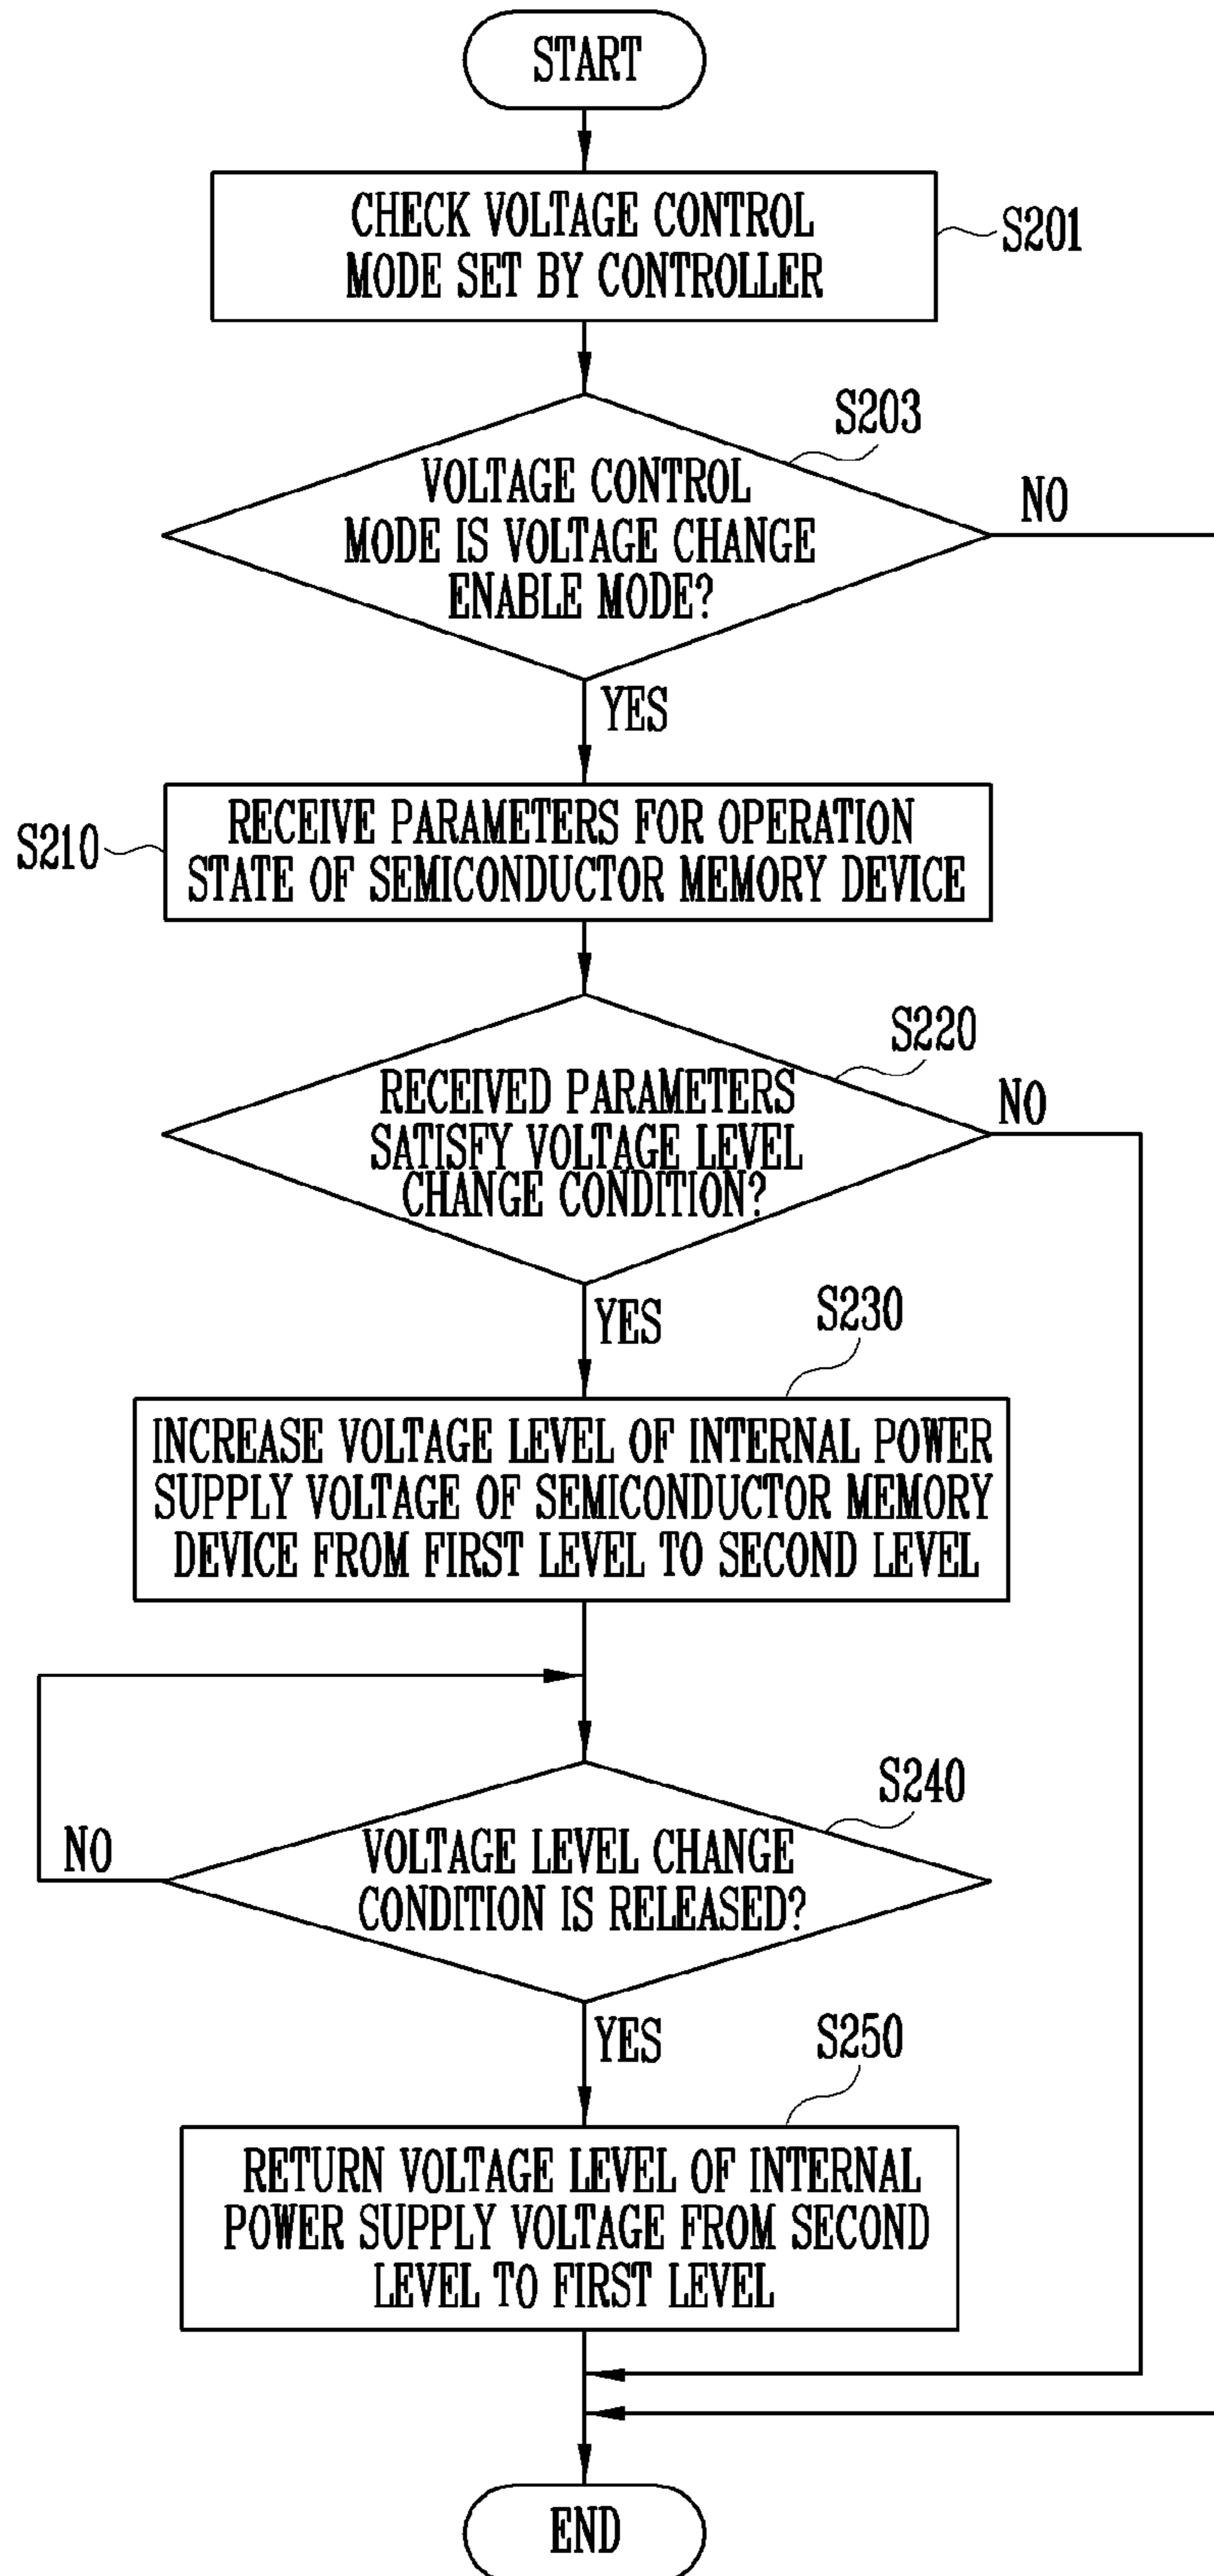 START
CHECK VOLTAGE CONTROL
MODE SET BY CONTROLLER
S201
S203
VOLTAGE CONTROL
MODE IS VOLTAGE CHANGE
ENABLE MODE?
NO
YES
S210
RECEIVE PARAMETERS FOR OPERATION
STATE OF SEMICONDUCTOR MEMORY DEVICE
S220
RECEIVED PARAMETERS
SATISFY VOLTAGE LEVEL
CHANGE CONDITION?
NO
YES
S230
INCREASE VOLTAGE LEVEL OF INTERNAL POWER
SUPPLY VOLTAGE OF SEMICONDUCTOR MEMORY
DEVICE FROM FIRST LEVEL TO SECOND LEVEL
S240
VOLTAGE LEVEL CHANGE
CONDITION IS RELEASED?
NO
YES
S250
RETURN VOLTAGE LEVEL OF INTERNAL
POWER SUPPLY VOLTAGE FROM SECOND
LEVEL TO FIRST LEVEL
END